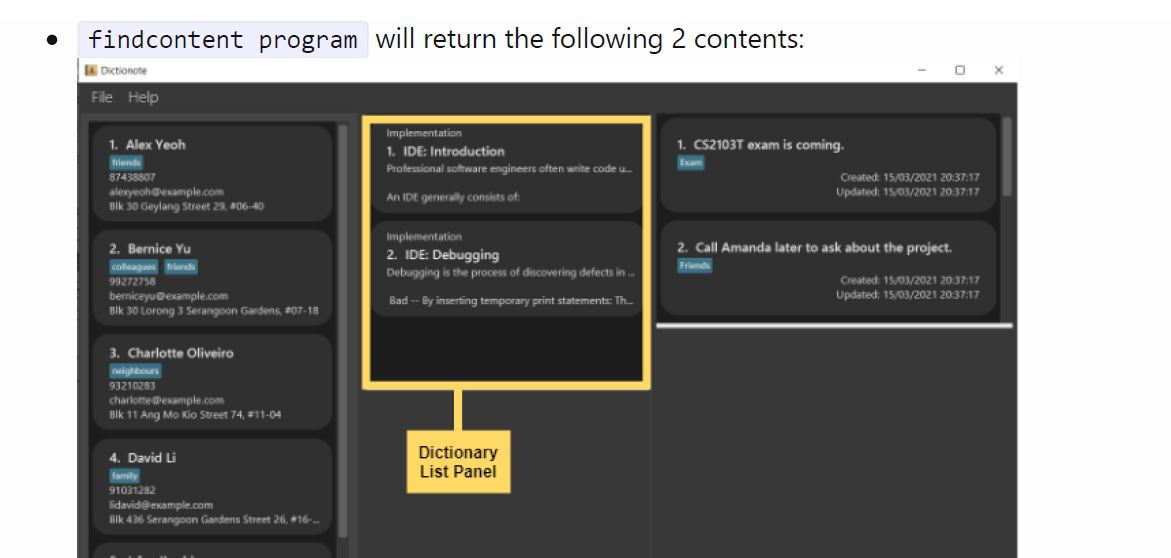 findcontent program will return the following 2 contents:
Dictionote
File Help
1. Alex Yeoh
friends
87438807
alexyeoh@example.com
Blk 30 Geylang Street 29, #06-40
2. Bernice Yu
colleagues friends
99272758
berniceyu@example.com
Blk 30 Lorong 3 Serangoon Gardens, #07-18
3. Charlotte Oliveiro
neighbours
93210283
charlotte@example.com
Blk 11 Ang Mo Kio Street 74, #11-04
4. David Li
family
91031282
lidavid@example.com
Blk 436 Serangoon Gardens Street 26, #16-...
Implementation
1. IDE: Introduction
Professional software engineers often write code u...
An IDE generally consists of:
Implementation
2. IDE: Debugging
Debugging is the process of discovering defects in ...
Bad -- By inserting temporary print statements: Th...
Dictionary
List Panel
1. CS2103T exam is coming.
Exam
Created: 15/03/2021 20:37:17
Updated: 15/03/2021 20:37:17
2. Call Amanda later to ask about the project.
Friends
Created: 15/03/2021 20:37:17
Updated: 15/03/2021 20:37:17